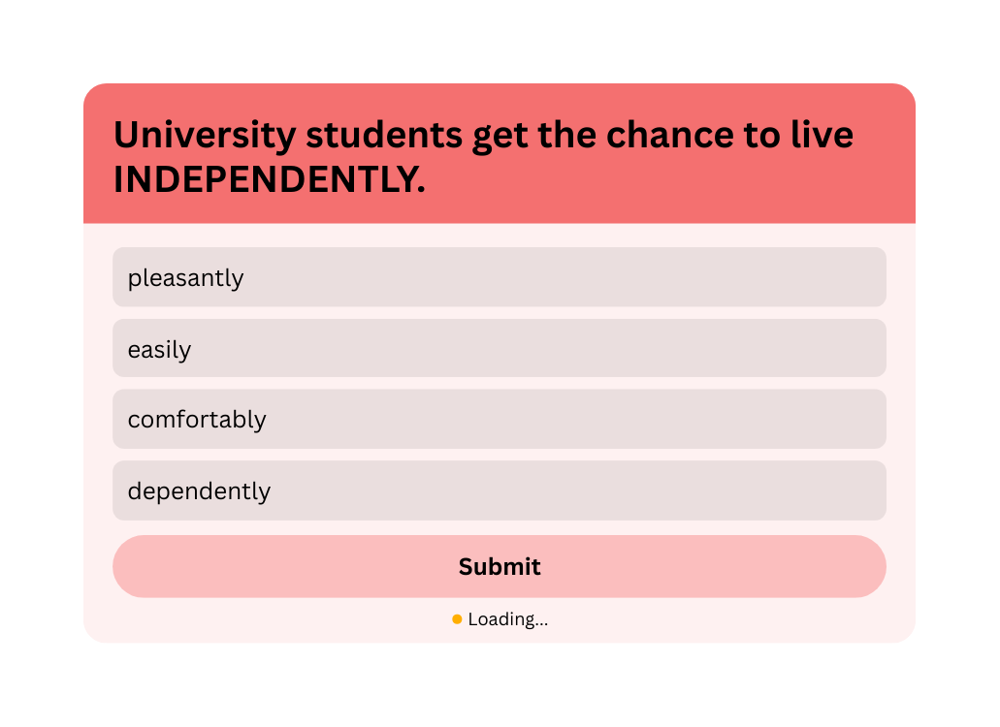 University students get the chance to live
INDEPENDENTLY.
pleasantly
easily
comfortably
dependently
Submit
Loading...